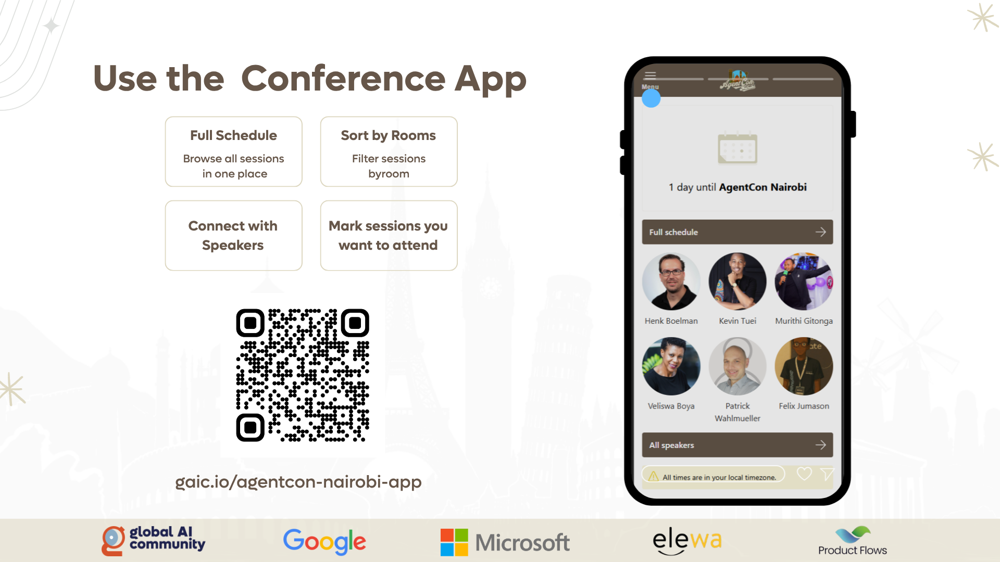 Use the Conference App
Full Schedule
Browse all sessions
in one place
Sort by Rooms
Filter sessions
byroom
Connect with
Speakers
Mark sessions you
want to attend
gaic.io/agentcon-nairobi-app
Menu
AgentCon
Nairobi
1 day until AgentCon Nairobi
Full schedule
Henk Boelman
Kevin Tuei
Murithi Gitonga
ate
Veliswa Boya
Patrick
Wahlmueller
Felix Jumason
All speakers
All times are in your local timezone.
global AI
community
Google
Microsoft
elewa
Product Flows